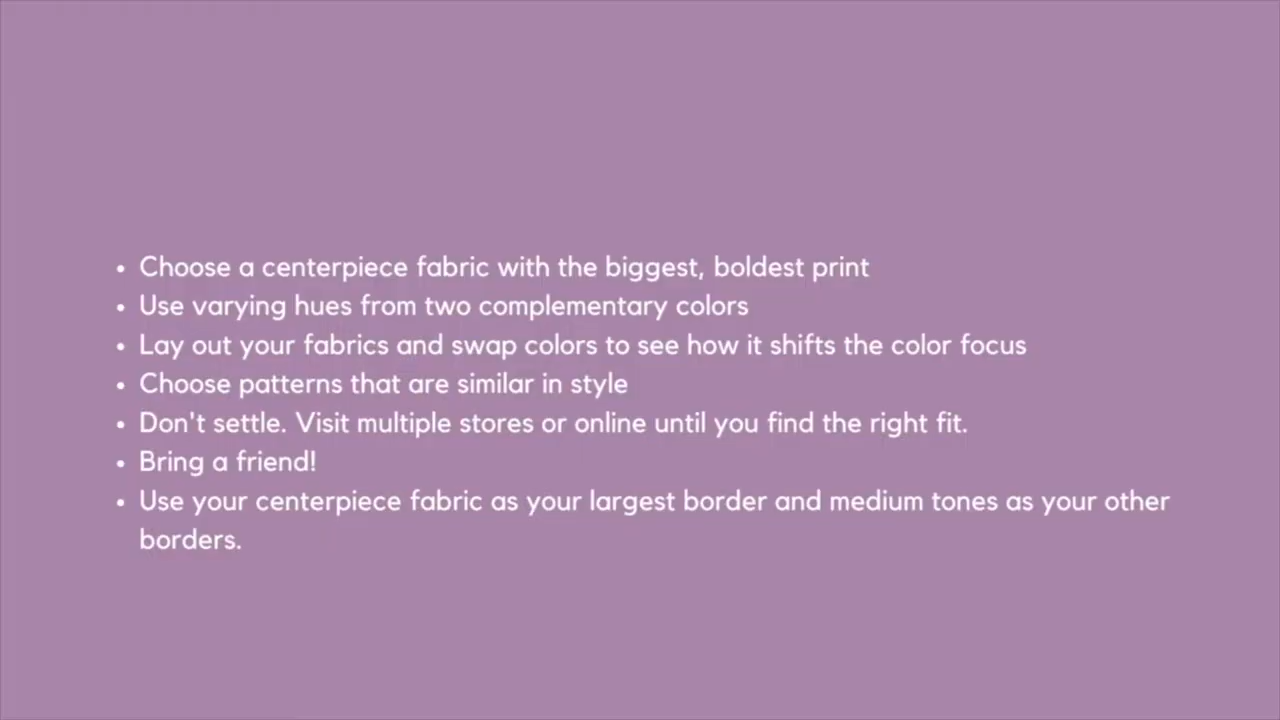 • Choose a centerpiece fabric with the biggest, boldest print
• Use varying hues from two complementary colors
• Lay out your fabrics and swap colors to see how it shifts the color focus
• Choose patterns that are similar in style
• Don't settle. Visit multiple stores or online until you find the right fit.
• Bring a friend!
• Use your centerpiece fabric as your largest border and medium tones as your other
borders.